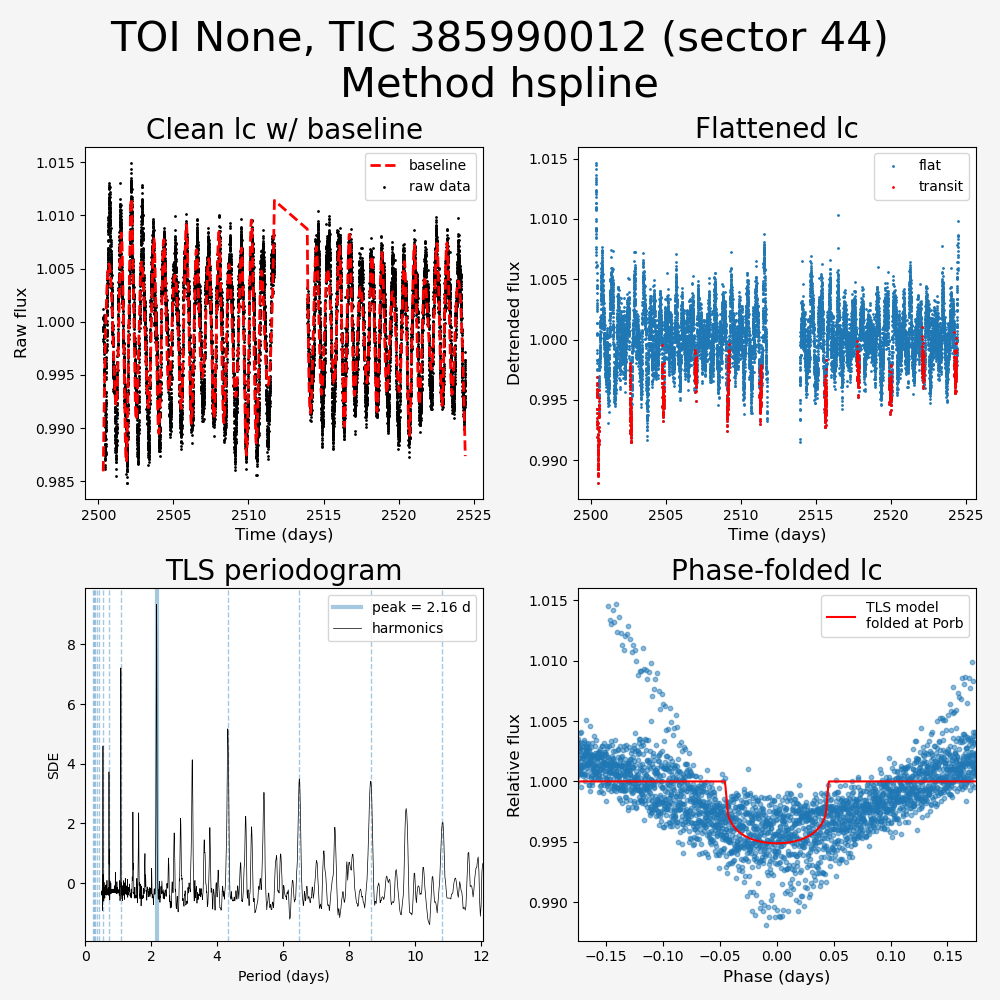 TOI None, TIC 385990012 (sector 44)
Method hspline
Clean lc w/ baseline
Flattened lc
1.015
1.010
1.005
1.000
0.995
0.990
0.985
Raw flux
baseline
raw data
2500
2505
2510
2515
2520
2525
Time (days)
1.015
1.010
1.005
1.000
0.995
0.990
Detrended flux
flat
transit
2500
2505
2510
2515
2520
2525
Time (days)
TLS periodogram
Phase-folded lc
8
6
4
2
0
SDE
peak = 2.16 d
harmonics
0
2
4
6
8
10
12
Period (days)
1.015
1.010
1.005
1.000
0.995
0.990
Relative flux
TLS model
folded at Porb
−0.15
−0.10
−0.05
0.00
0.05
0.10
0.15
Phase (days)